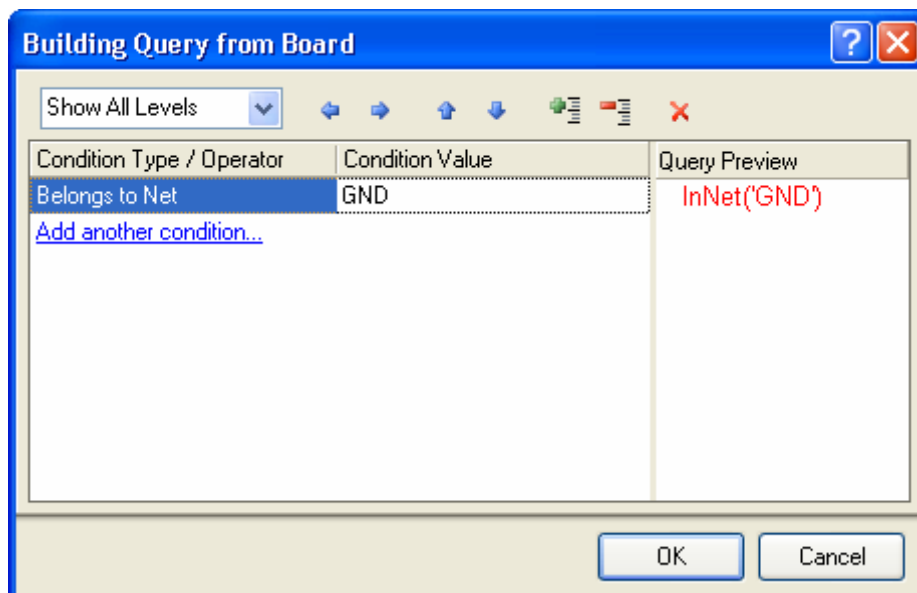 Building Query from Board
Show All Levels
Condition Type / Operator Condition Value Query Preview
Belongs to Net GND InNet('GND')
Add another condition...
OK Cancel